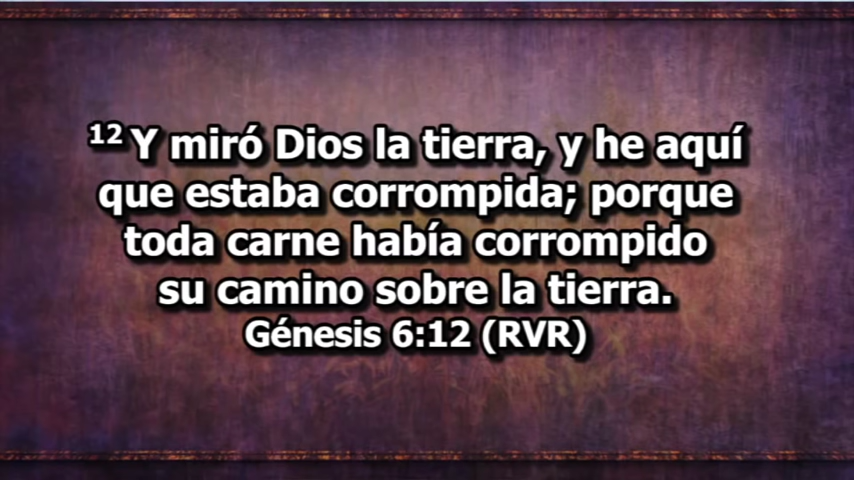 12 Y miró Dios la tierra, y he aquí
que estaba corrompida; porque
toda carne había corrompido
su camino sobre la tierra.
Génesis 6:12 (RVR)